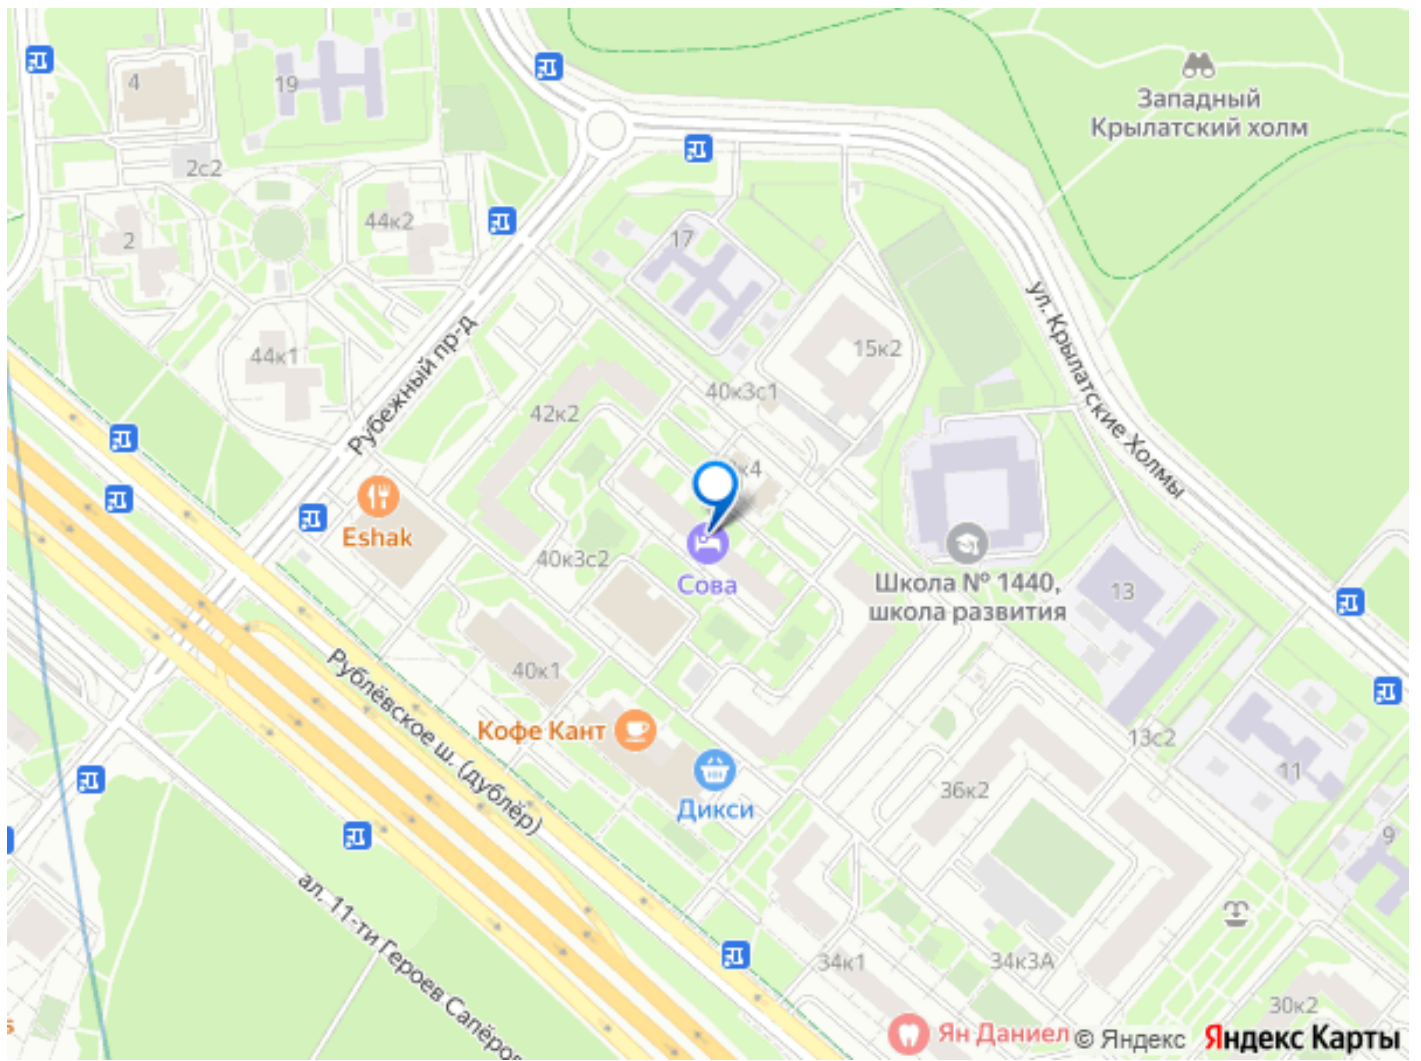 4
19
Западный
Крылатский холм
2с2
44к2
2
17
ул. Крылатские Холмы
Рубежный пр-д
44к1
15к2
40к3с1
42к2
к4
Eshak
40к3с2
Сова
Школа № 1440,
школа развития
13
40к1
Рублёвское ш. (дублёр)
Кофе Кант
13с2
11
36к2
Дикси
9
ал. 11-ти Героев Сапёров
34к1
34к3А
30к2
s
Ян Даниел
© Яндекс Яндекс Карты